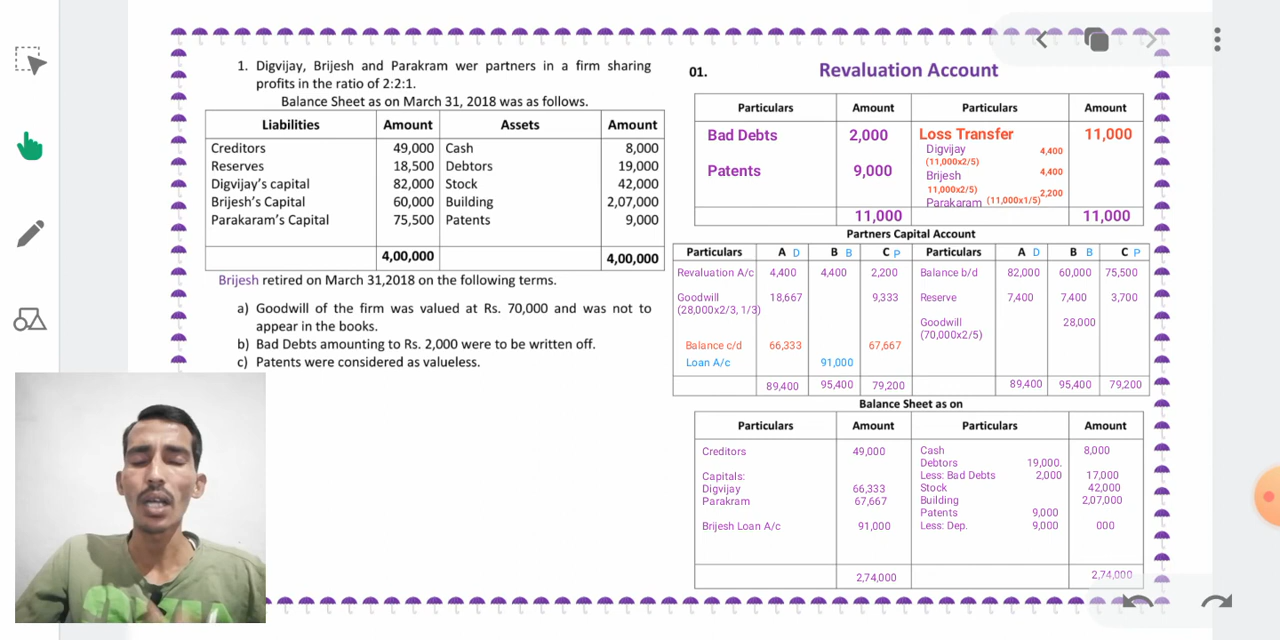 1. Digvijay, Brijesh and Parakram wer partners in a firm sharing
profits in the ratio of 2:2:1.
Balance Sheet as on March 31, 2018 was as follows.
Liabilities Amount Assets Amount
Creditors 49,000 Cash 8,000
Reserves 18,500 Debtors 19,000
Digvijay's capital 82,000 Stock 42,000
Brijesh's Capital 60,000 Building 2,07,000
Parakaram's Capital 75,500 Patents 9,000
4,00,000 4,00,000
Brijesh retired on March 31,2018 on the following terms.
a) Goodwill of the firm was valued at Rs. 70,000 and was not to
appear in the books.
b) Bad Debts amounting to Rs. 2,000 were to be written off.
c) Patents were considered as valueless.
01. Revaluation Account
Particulars Amount Particulars Amount
Bad Debts 2,000 Loss Transfer 11,000
Digvijay 4,400
(11,000x2/5)
Patents 9,000 Brijesh 4,400
11,000x2/5)
Parakaram (11,000x1/5) 2,200
11,000 11,000
Partners Capital Account
Particulars A D B B C P Particulars A D B B C P
Revaluation A/c 4,400 4,400 2,200 Balance b/d 82,000 60,000 75,500
Goodwill 18,667 9,333 Reserve 7,400 7,400 3,700
(28,000x2/3, 1/3)
Goodwill 28,000
(70,000x2/5)
Balance c/d 66,333 67,667
Loan A/c 91,000
89,400 95,400 79,200 89,400 95,400 79,200
Balance Sheet as on
Particulars Amount Particulars Amount
Creditors 49,000 Cash 8,000
Debtors 19,000.
Capitals: Less: Bad Debts 2,000 17,000
Digvijay 66,333 Stock 42,000
Parakram 67,667 Building 2,07,000
Patents 9,000
Brijesh Loan A/c 91,000 Less: Dep. 9,000 000
2,74,000 2,74,000